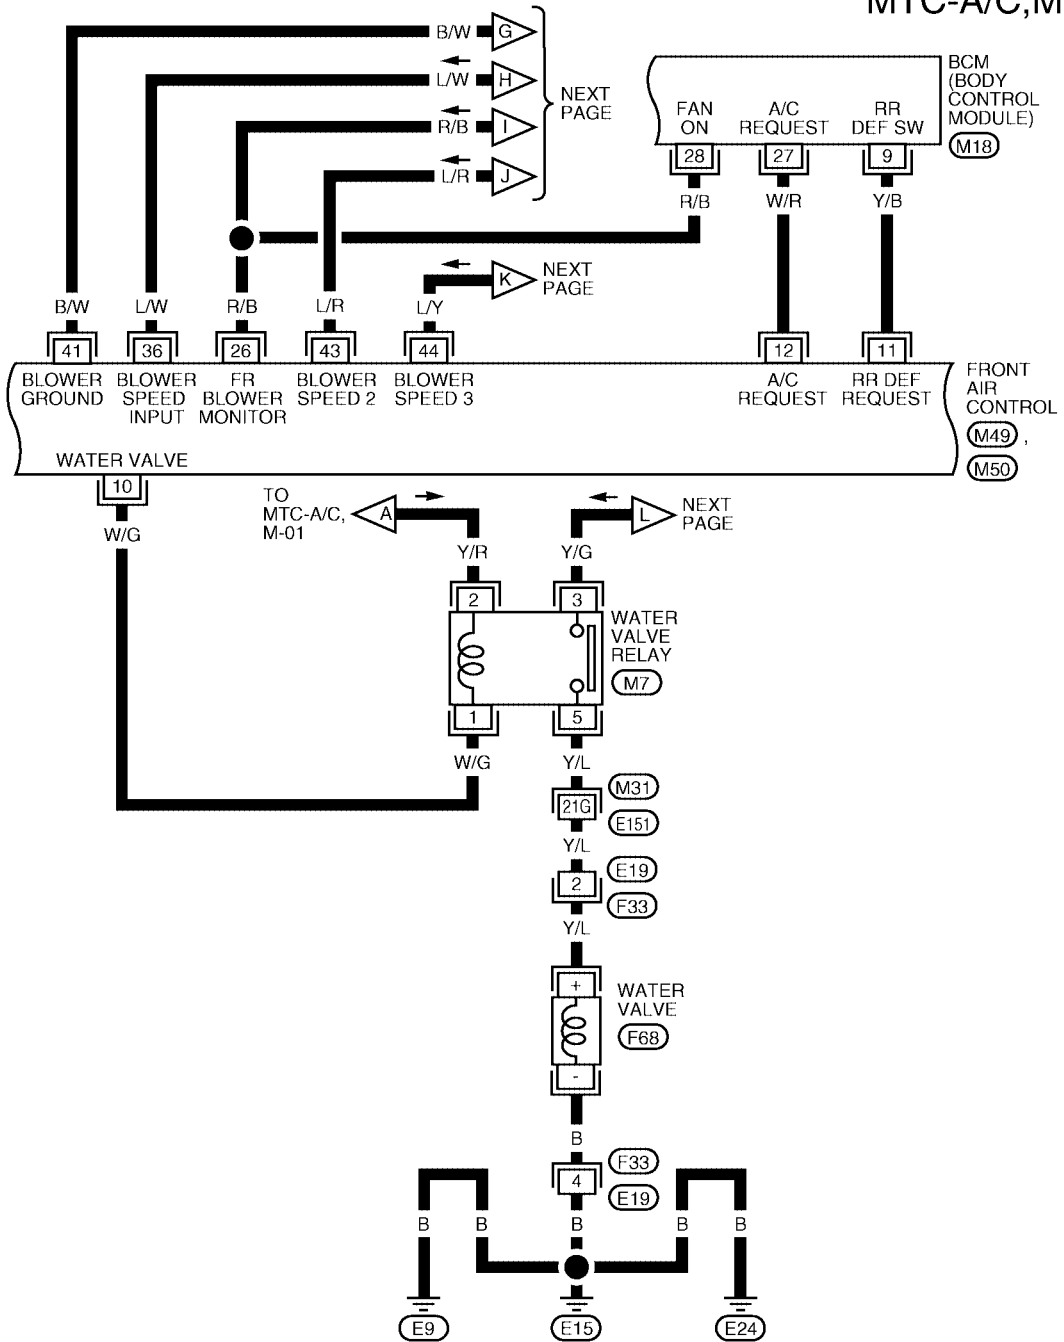 MTC-A/C, M
B/W G
L/W H
R/B I
L/R J
NEXT
PAGE
BCM
(BODY
CONTROL
MODULE)
M18
FAN
ON
A/C
REQUEST
RR
DEF SW
28 27 9
R/B W/R Y/B
K NEXT
PAGE
B/W L/W R/B L/R L/Y
41 36 26 43 44 12 11
BLOWER
GROUND
BLOWER
SPEED
INPUT
FR
BLOWER
MONITOR
BLOWER
SPEED 2
BLOWER
SPEED 3
A/C
REQUEST
RR DEF
REQUEST
FRONT
AIR
CONTROL
M49 ,
M50
WATER VALVE
10
W/G
TO
MTC-A/C,
M-01
A
L
NEXT
PAGE
Y/R Y/G
2 3
WATER
VALVE
RELAY
M7
1 5
W/G Y/L
21G
M31
E151
Y/L
2
E19
F33
Y/L
+
WATER
VALVE
F68
-
B
4
F33
E19
B B B B B
E9 E15 E24